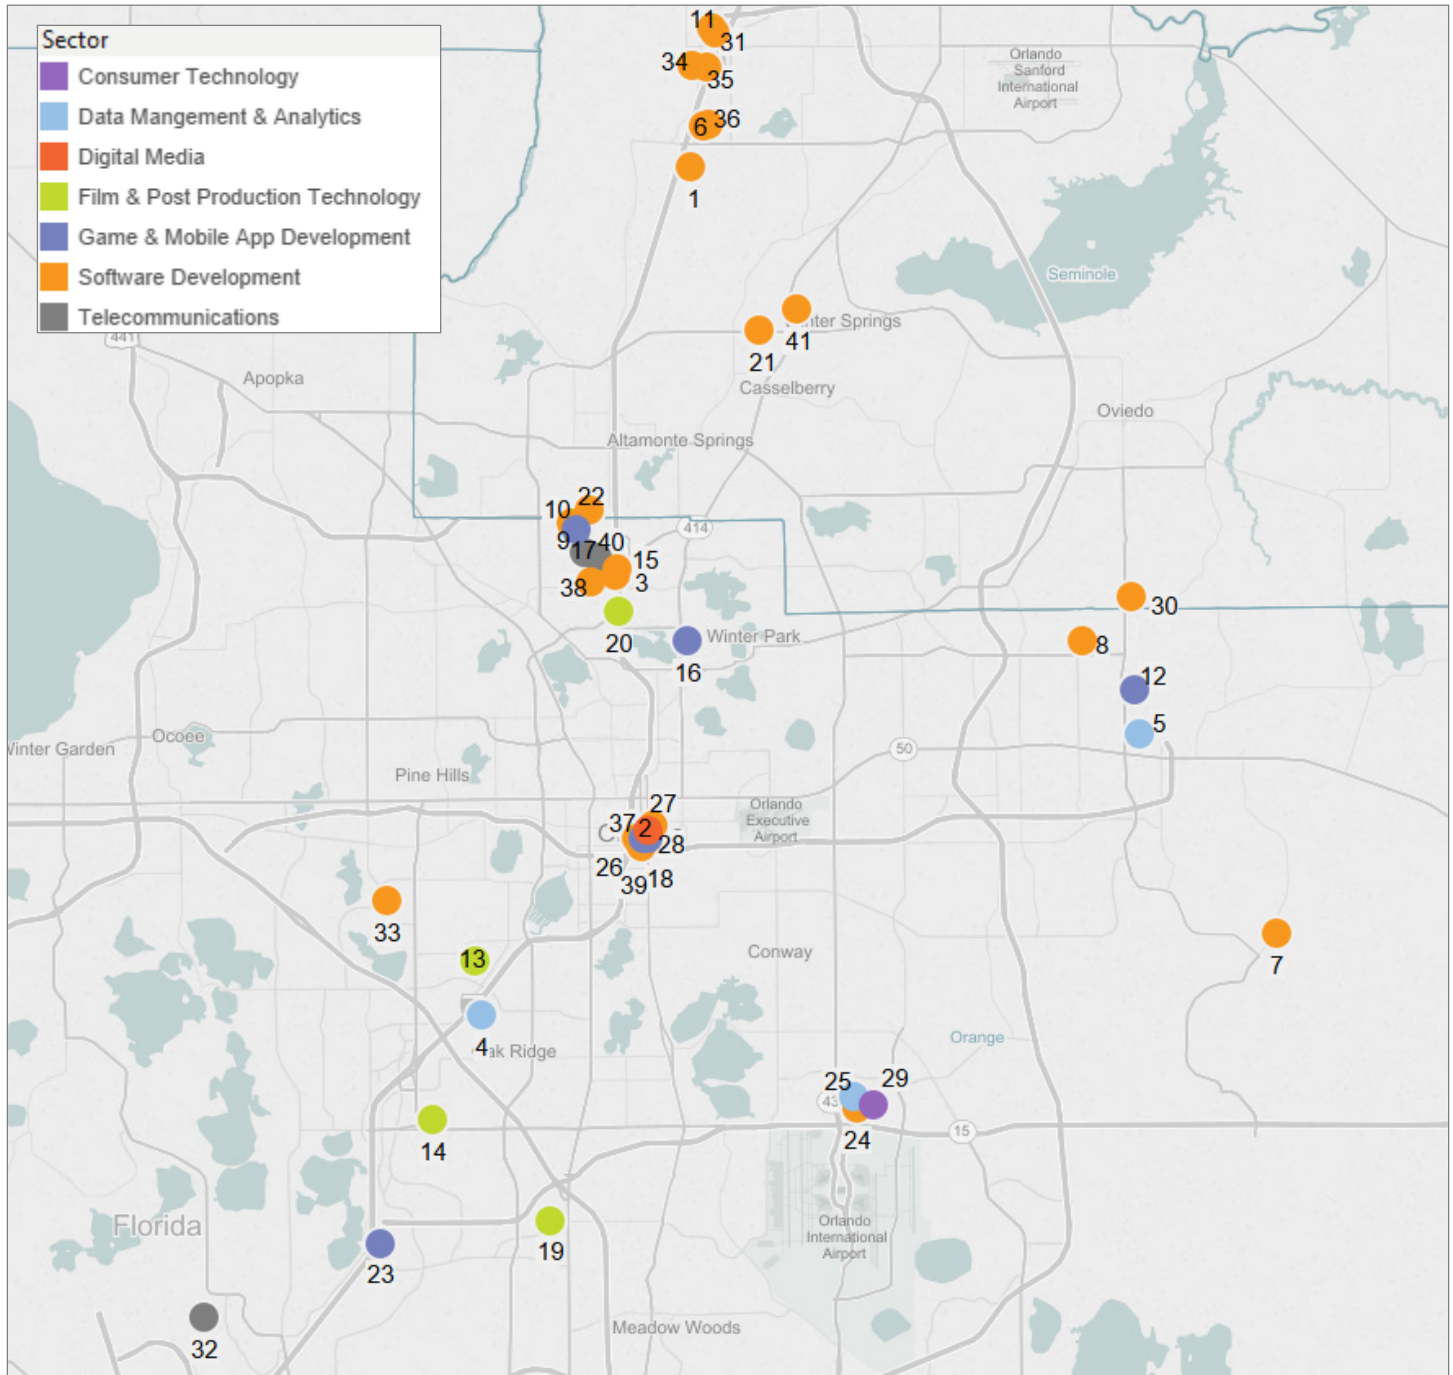 Sector
Consumer Technology
Data Mangement & Analytics
Digital Media
Film & Post Production Technology
Game & Mobile App Development
Software Development
Telecommunications
11
31
34
35
6
36
1
Orlando
Sanford
International
Airport
Seminole
41
21
Casselberry
441
Apopka
Altamonte Springs
Oviedo
22
10
9
17
40
15
3
38
414
20
16
Winter Park
30
8
12
5
Ocoee
Pine Hills
50
27
37
2
28
26
39
18
Orlando
Executive
Airport
33
13
4
Conway
7
Orange
25
29
24
15
14
19
Florida
23
32
Orlando
International
Airport
Meadow Woods